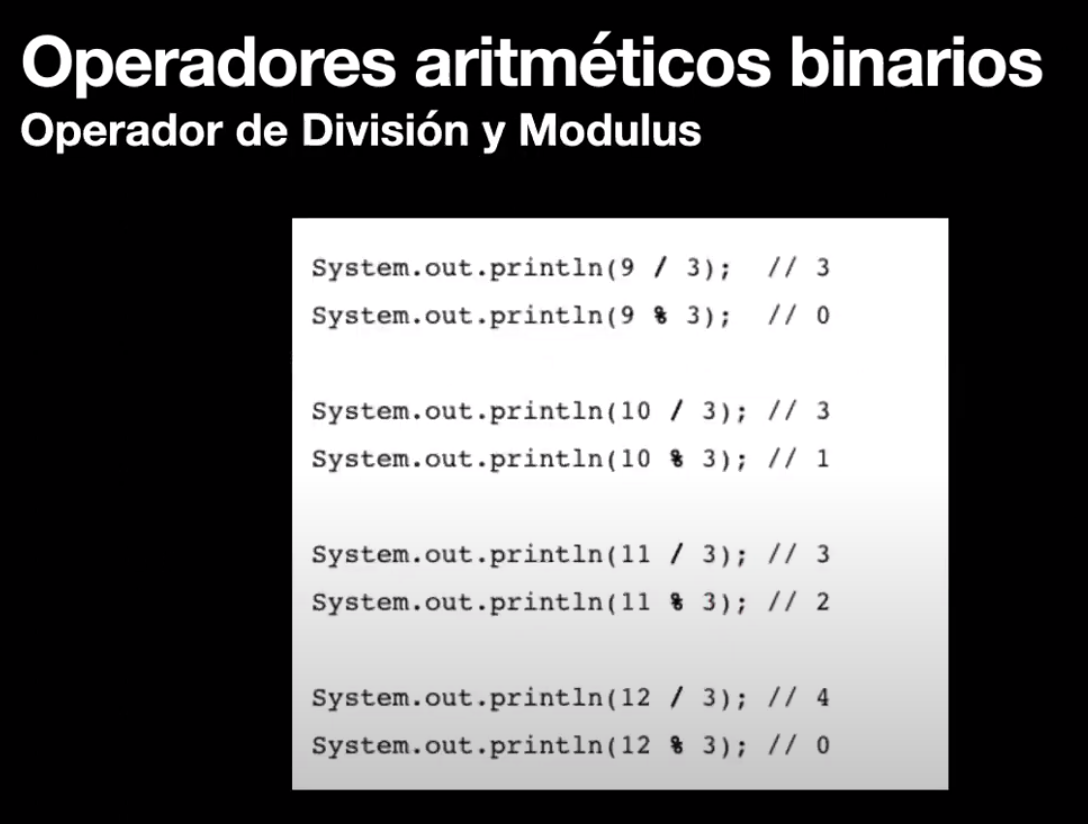 Operadores aritméticos binarios
Operador de División y Modulus
System.out.println(9 / 3);  // 3
System.out.println(9 % 3);  // 0
System.out.println(10 / 3); // 3
System.out.println(10 % 3); // 1
System.out.println(11 / 3); // 3
System.out.println(11 % 3); // 2
System.out.println(12 / 3); // 4
System.out.println(12 % 3); // 0